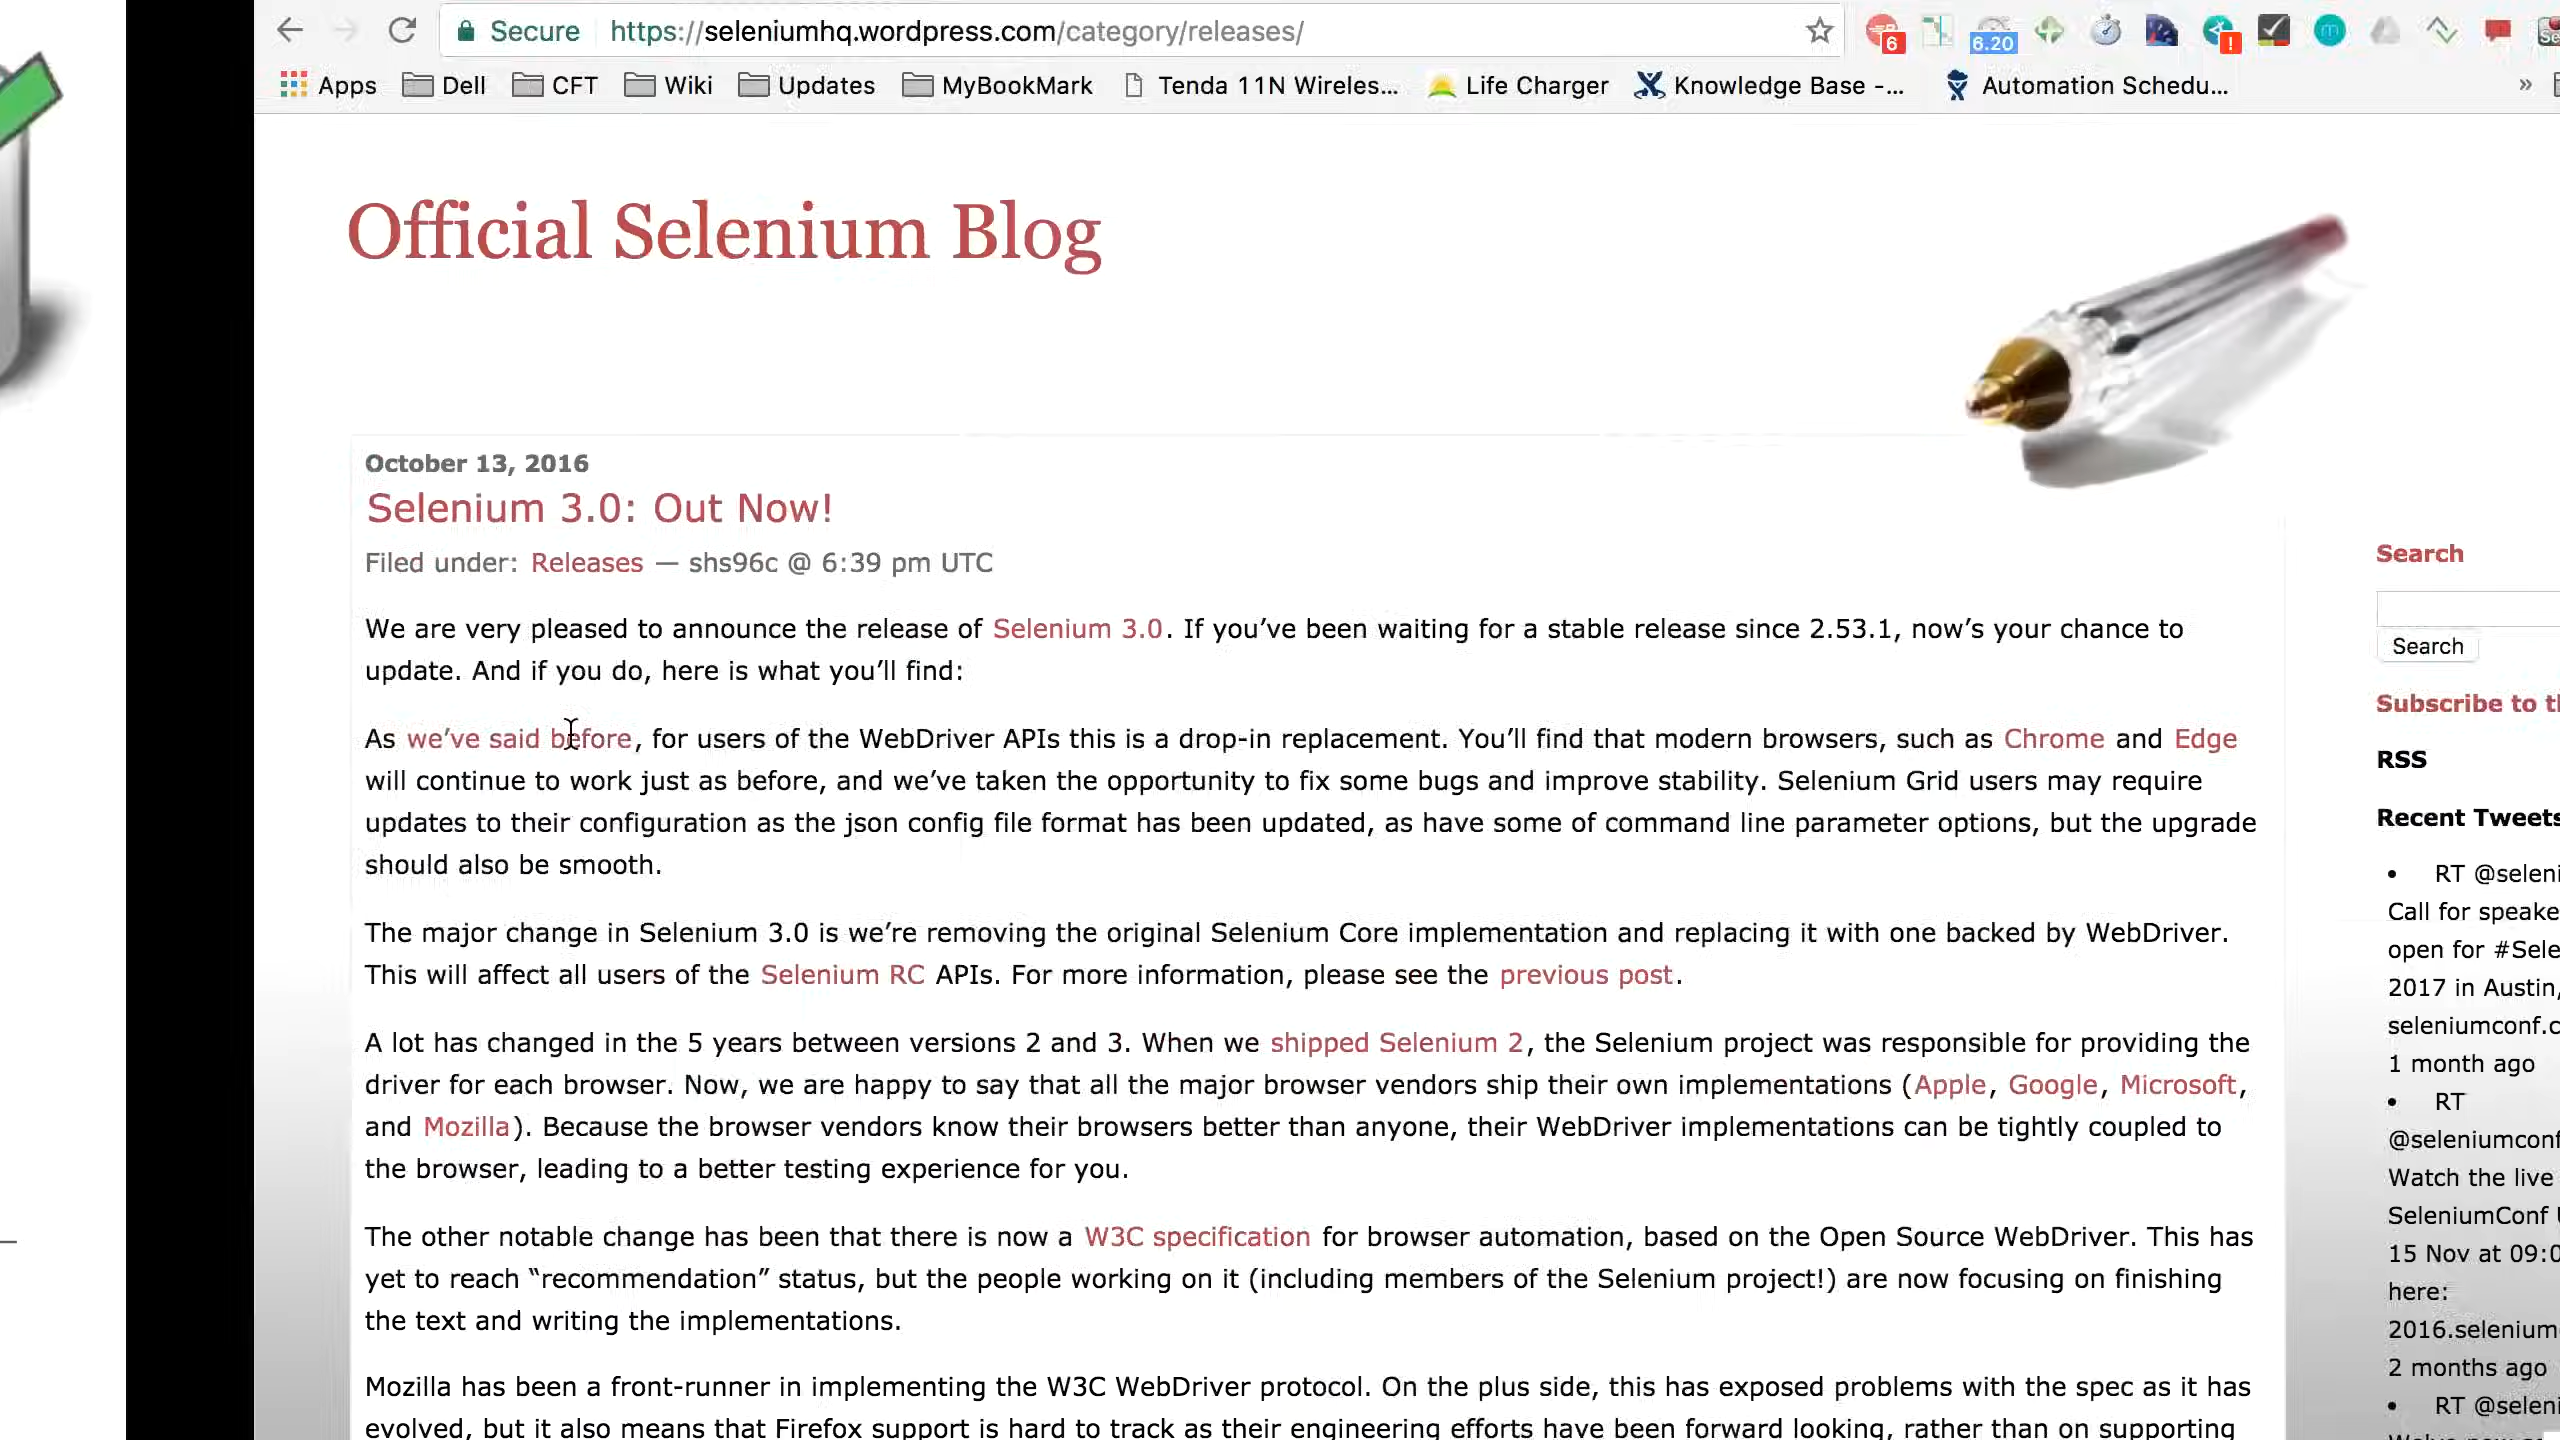 Secure https://seleniumhq.wordpress.com/category/releases/
6 6.20 !
Apps Dell CFT Wiki Updates MyBookMark Tenda 11N Wireles... Life Charger Knowledge Base -... Automation Schedu... »
Official Selenium Blog
October 13, 2016
Selenium 3.0: Out Now!
Filed under: Releases — shs96c @ 6:39 pm UTC
We are very pleased to announce the release of Selenium 3.0. If you’ve been waiting for a stable release since 2.53.1, now’s your chance to
update. And if you do, here is what you’ll find:
As we’ve said before, for users of the WebDriver APIs this is a drop-in replacement. You’ll find that modern browsers, such as Chrome and Edge
will continue to work just as before, and we’ve taken the opportunity to fix some bugs and improve stability. Selenium Grid users may require
updates to their configuration as the json config file format has been updated, as have some of command line parameter options, but the upgrade
should also be smooth.
The major change in Selenium 3.0 is we’re removing the original Selenium Core implementation and replacing it with one backed by WebDriver.
This will affect all users of the Selenium RC APIs. For more information, please see the previous post.
A lot has changed in the 5 years between versions 2 and 3. When we shipped Selenium 2, the Selenium project was responsible for providing the
driver for each browser. Now, we are happy to say that all the major browser vendors ship their own implementations (Apple, Google, Microsoft,
and Mozilla). Because the browser vendors know their browsers better than anyone, their WebDriver implementations can be tightly coupled to
the browser, leading to a better testing experience for you.
The other notable change has been that there is now a W3C specification for browser automation, based on the Open Source WebDriver. This has
yet to reach “recommendation” status, but the people working on it (including members of the Selenium project!) are now focusing on finishing
the text and writing the implementations.
Mozilla has been a front-runner in implementing the W3C WebDriver protocol. On the plus side, this has exposed problems with the spec as it has
evolved, but it also means that Firefox support is hard to track as their engineering efforts have been forward looking, rather than on supporting
Search
Search
Subscribe to t
RSS
Recent Tweets
• RT @seleni
Call for speake
open for #Sele
2017 in Austin,
seleniumconf.c
1 month ago
• RT
@seleniumconf
Watch the live
SeleniumConf
15 Nov at 09:0
here:
2016.selenium
2 months ago
• RT @seleni